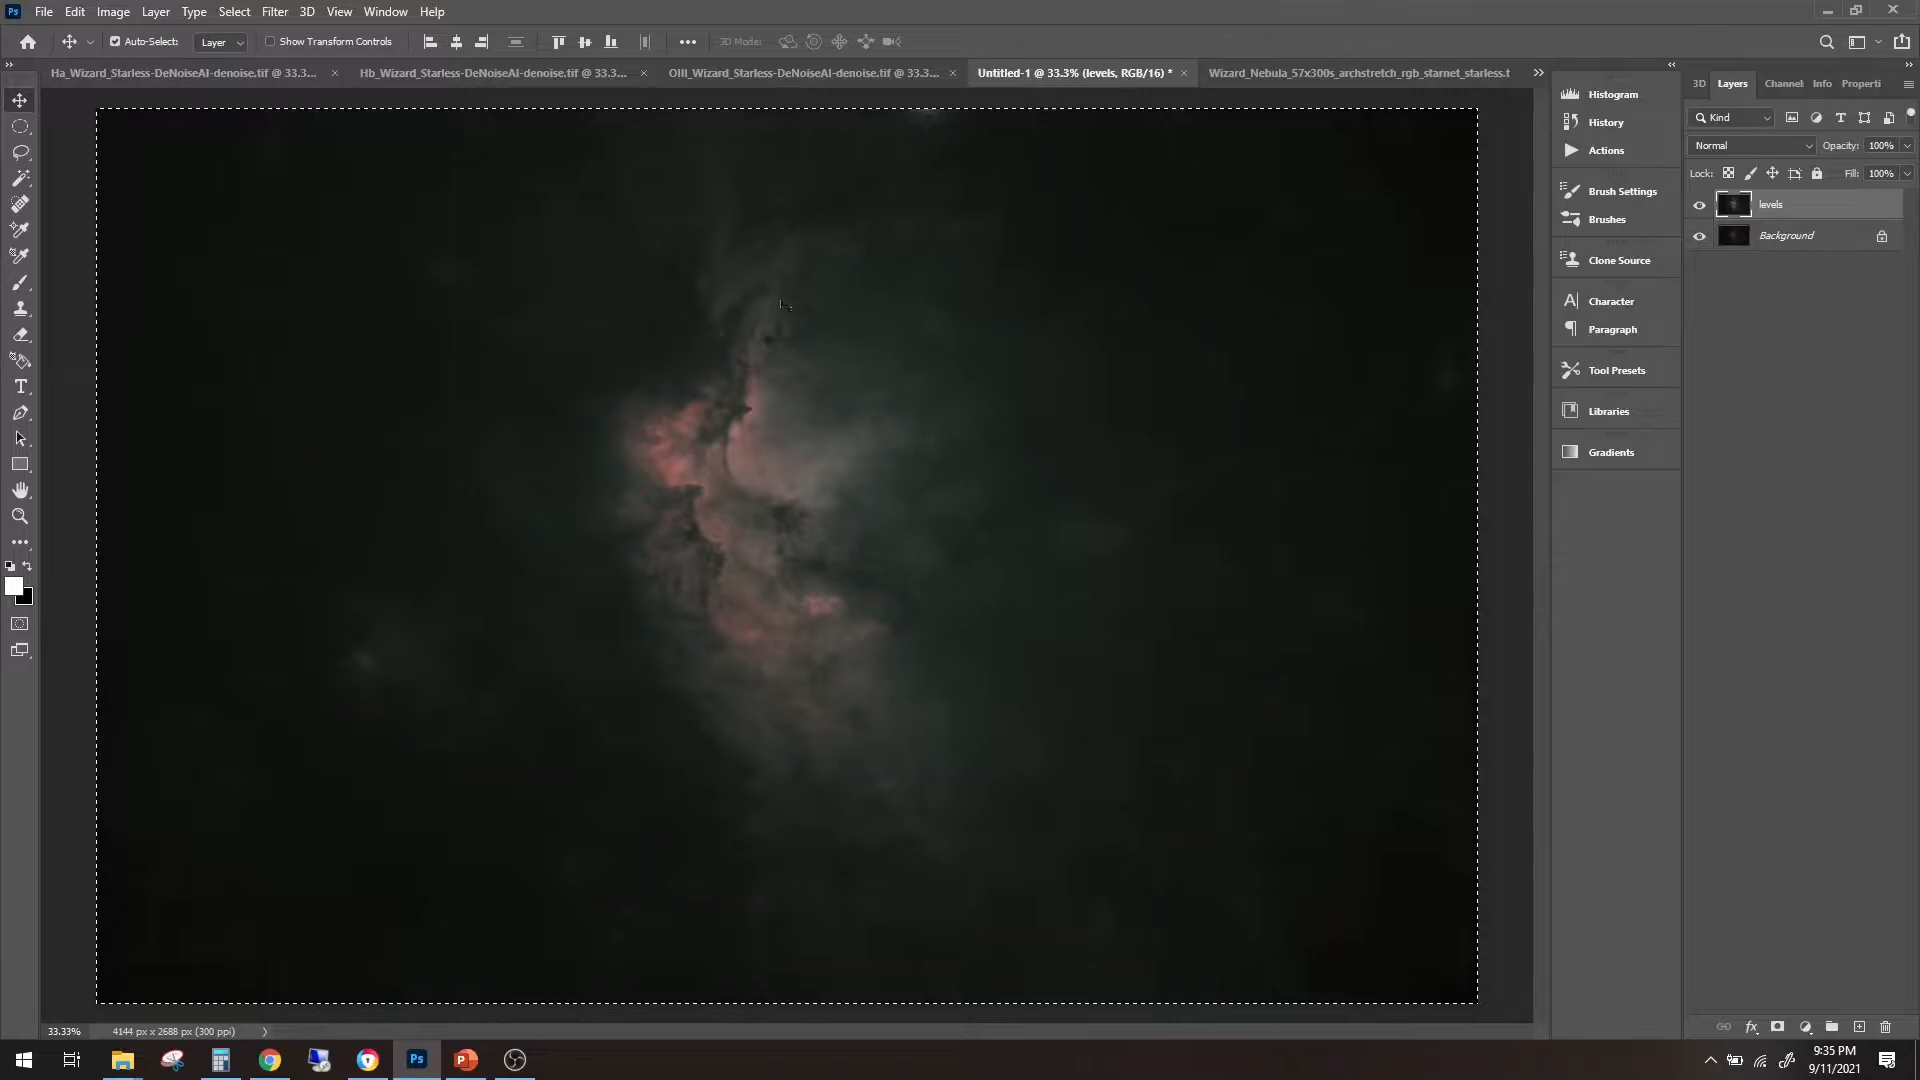 Ps File Edit Image Layer Type Select Filter 3D View Window Help
Auto-Select: Layer Show Transform Controls 3D Mode:
Ha_Wizard_Starless-DeNoiseAI-denoise.tif @ 33.3... Hb_Wizard_Starless-DeNoiseAI-denoise.tif @ 33.3... OIII_Wizard_Starless-DeNoiseAI-denoise.tif @ 33.3... Untitled-1 @ 33.3% (levels, RGB/16) * Wizard_Nebula_57x300s_archstretch_rgb_starnet_starless.t
Histogram
History
Actions
Brush Settings
Brushes
Clone Source
Character
Paragraph
Tool Presets
Libraries
Gradients
3D Layers Channel Info Properti
Kind
Normal Opacity: 100%
Lock: Fill: 100%
levels
Background
33.33% 4144 px x 2688 px (300 ppi)
Ps
9:35 PM
9/11/2021